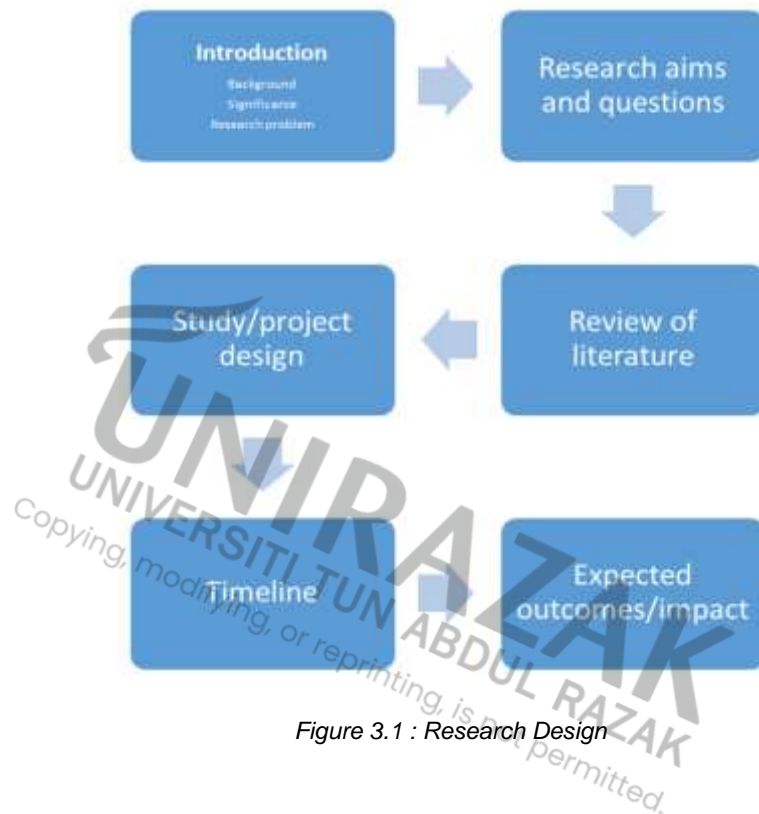 Introduction
Background
Significance
Research problem
Research aims
and questions
Review of
literature
Study/project
design
Timeline
Expected
outcomes/impact
UNIRAZAK
UNIVERSITI TUN ABDUL RAZAK
Copying, modifying, or reprinting, is not permitted.
Figure 3.1 : Research Design